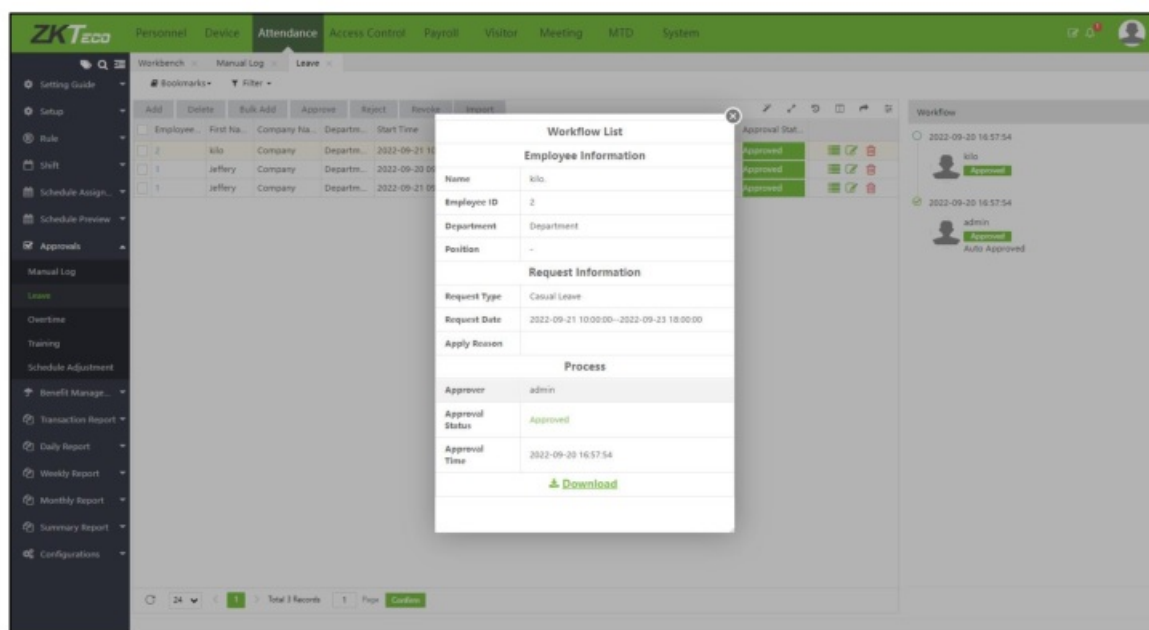 ZKTECO
Personnel Device Attendance Access Control Payroll Visitor Meeting MTD System
Workbench Manual Log Leave
Bookmarks Filter
Setting Guide
Setup
Rule
Shift
Schedule Assign...
Schedule Preview
Approvals
Manual Log
Leave
Overtime
Training
Schedule Adjustment
Benefit Manage...
Transaction Report
Daily Report
Weekly Report
Monthly Report
Summary Report
Configurations
Add Delete Bulk Add Approve Reject Revoke Import
Employee... First Na... Company Na... Departm... Start Time Approval Stat...
2 kilo Company Departm... 2022-09-21 10 Approved
1 Jeffery Company Departm... 2022-09-20 09 Approved
1 Jeffery Company Departm... 2022-09-21 09 Approved
Workflow List
Employee Information
Name kilo.
Employee ID 2
Department Department
Position -
Request Information
Request Type Casual Leave
Request Date 2022-09-21 10:00:00--2022-09-23 18:00:00
Apply Reason
Process
Approver admin
Approval Status Approved
Approval Time 2022-09-20 16:57:54
Download
Workflow
2022-09-20 16:57:54
kilo
Approved
2022-09-20 16:57:54
admin
Approved
Auto Approved
24 1 Total 3 Records 1 Page Confirm